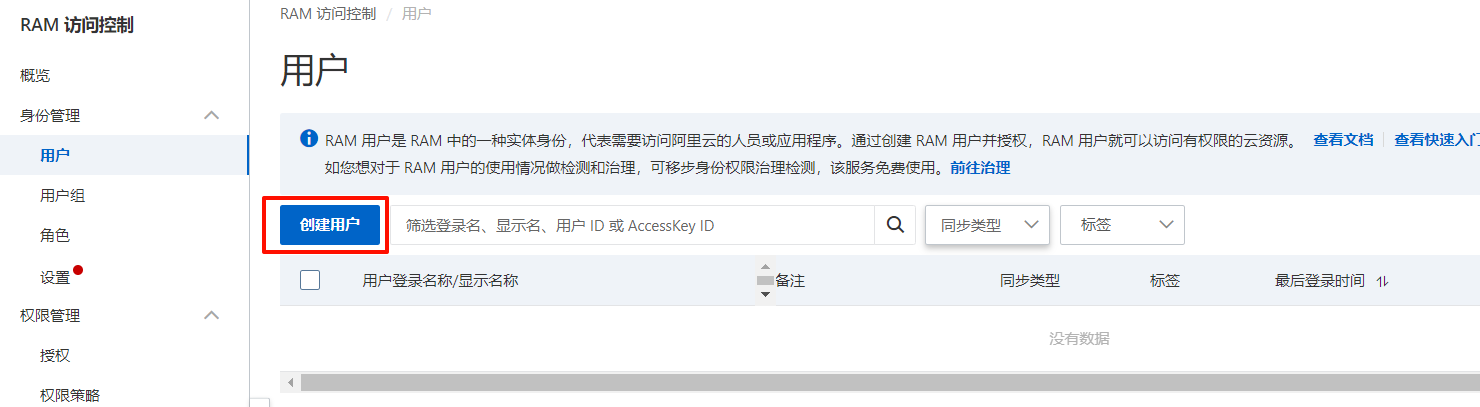 RAM 访问控制
概览
身份管理
用户
用户组
角色
设置
权限管理
授权
权限策略
RAM 访问控制 / 用户
用户
RAM 用户是 RAM 中的一种实体身份，代表需要访问阿里云的人员或应用程序。通过创建 RAM 用户并授权，RAM 用户就可以访问有权限的云资源。 查看文档 查看快速入门
如您想对于 RAM 用户的使用情况做检测和治理，可移步身份权限治理检测，该服务免费使用。前往治理
创建用户 筛选登录名、显示名、用户 ID 或 AccessKey ID 同步类型 标签
用户登录名称/显示名称 备注 同步类型 标签 最后登录时间
没有数据